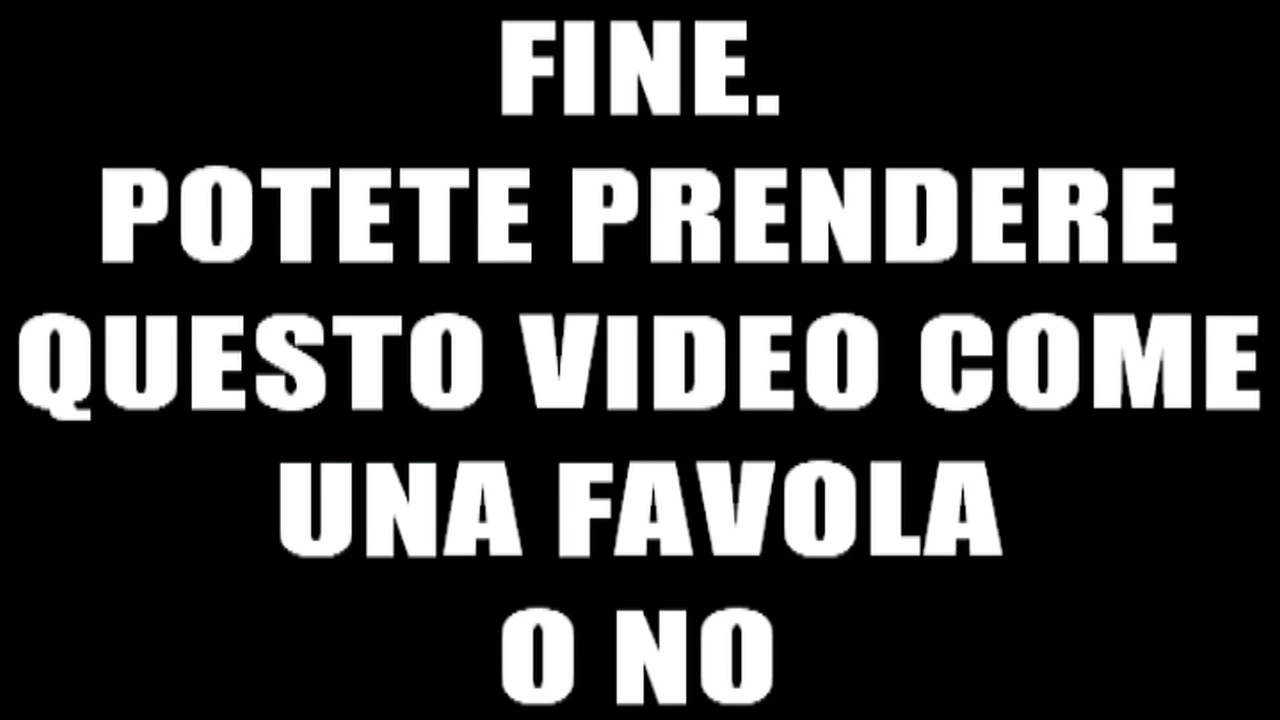 FINE.
POTETE PRENDERE
QUESTO VIDEO COME
UNA FAVOLA
O NO